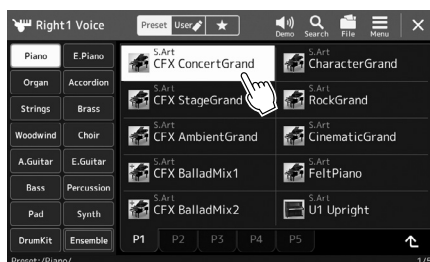 Right1 Voice
Preset User
Demo Search File Menu
Piano E.Piano
Organ Accordion
Strings Brass
Woodwind Choir
A.Guitar E.Guitar
Bass Percussion
Pad Synth
DrumKit Ensemble
S.Art
CFX ConcertGrand
S.Art
CharacterGrand
S.Art
CFX StageGrand
S.Art
RockGrand
S.Art
CFX AmbientGrand
S.Art
CinematicGrand
S.Art
CFX BalladMix1
S.Art
FeltPiano
S.Art
CFX BalladMix2
S.Art
U1 Upright
P1 P2 P3 P4 P5
Preset:/Piano/ 1/5